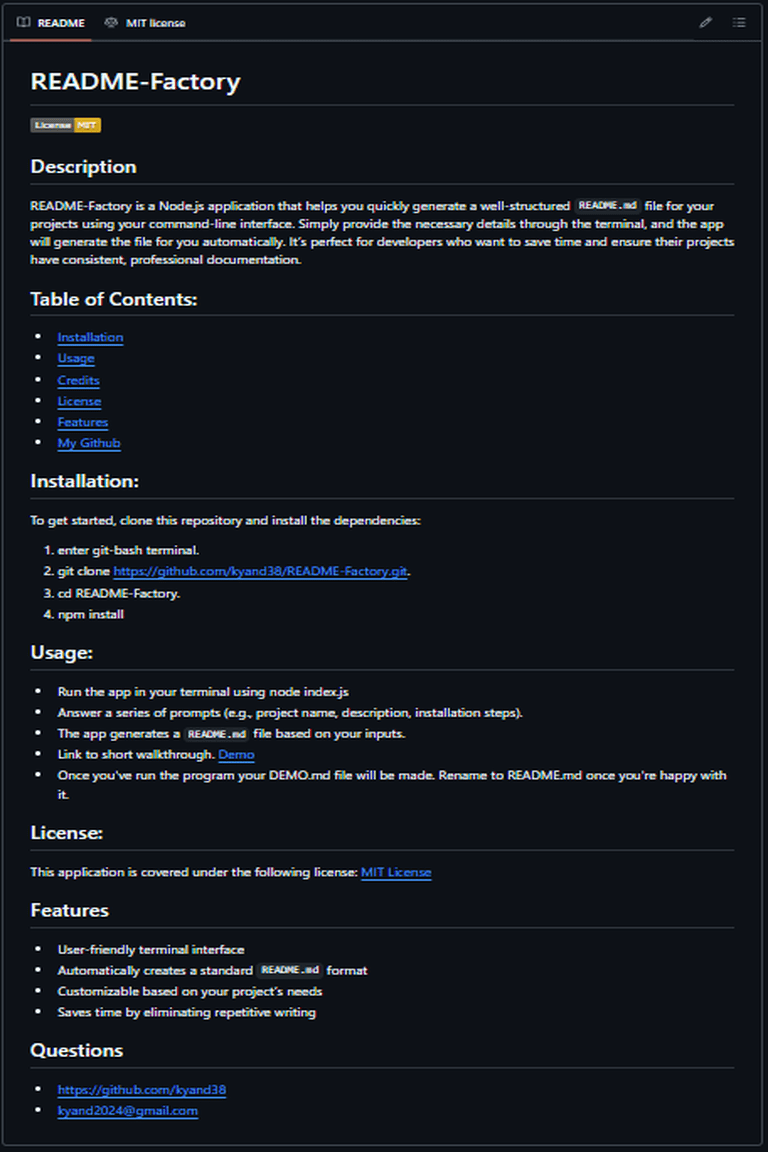 README MIT license
README-Factory
License MIT
Description
README-Factory is a Node.js application that helps you quickly generate a well-structured README.md file for your
projects using your command-line interface. Simply provide the necessary details through the terminal, and the app
will generate the file for you automatically. It's perfect for developers who want to save time and ensure their projects
have consistent, professional documentation.
Table of Contents:
• Installation
• Usage
• Credits
• License
• Features
• My Github
Installation:
To get started, clone this repository and install the dependencies:
1. enter git-bash terminal.
2. git clone https://github.com/kyand38/README-Factory.git.
3. cd README-Factory.
4. npm install
Usage:
• Run the app in your terminal using node index.js
• Answer a series of prompts (e.g., project name, description, installation steps).
• The app generates a README.md file based on your inputs.
• Link to short walkthrough. Demo
• Once you've run the program your DEMO.md file will be made. Rename to README.md once you're happy with
it.
License:
This application is covered under the following license: MIT License
Features
• User-friendly terminal interface
• Automatically creates a standard README.md format
• Customizable based on your project's needs
• Saves time by eliminating repetitive writing
Questions
• https://github.com/kyand38
• kyand2024@gmail.com